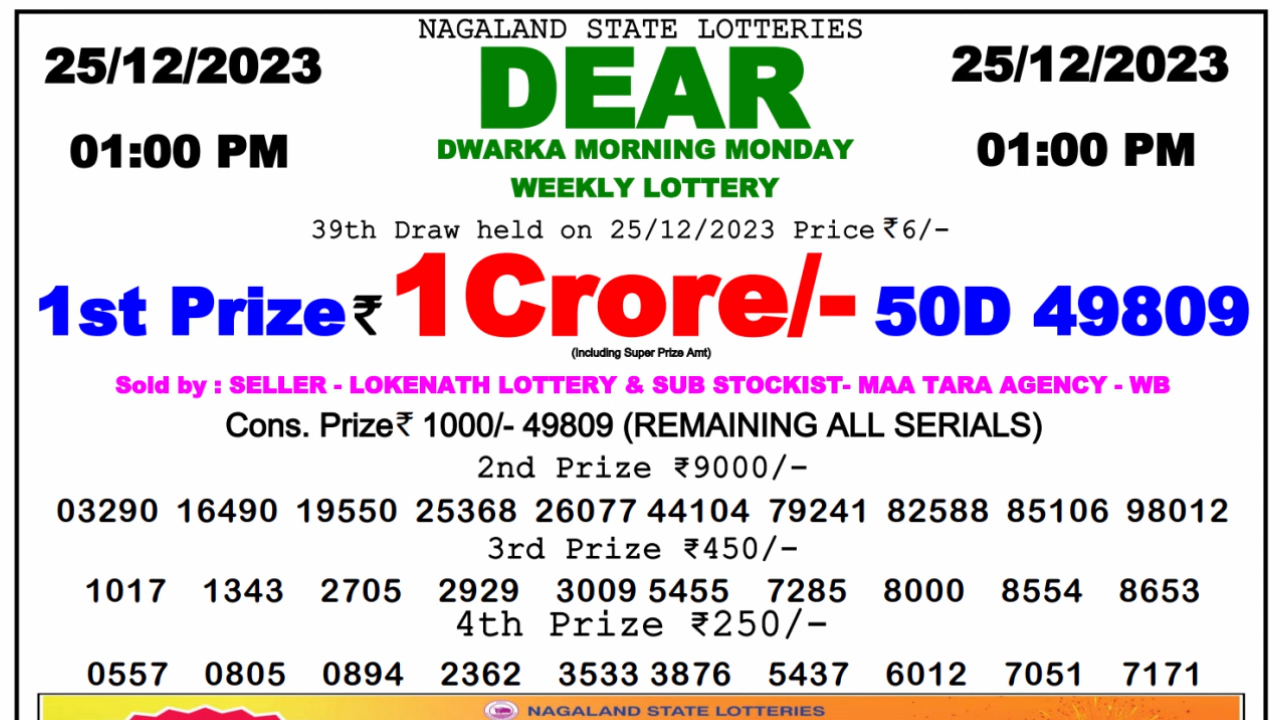 NAGALAND STATE LOTTERIES
25/12/2023 DEAR 25/12/2023
01:00 PM DWARKA MORNING MONDAY 01:00 PM
WEEKLY LOTTERY
39th Draw held on 25/12/2023 Price ₹6/-
1st Prize ₹ 1Crore/- 50D 49809
(Including Super Prize Amt)
Sold by : SELLER - LOKENATH LOTTERY & SUB STOCKIST- MAA TARA AGENCY - WB
Cons. Prize₹ 1000/- 49809 (REMAINING ALL SERIALS)
2nd Prize ₹9000/-
03290 16490 19550 25368 26077 44104 79241 82588 85106 98012
3rd Prize ₹450/-
1017 1343 2705 2929 3009 5455 7285 8000 8554 8653
4th Prize ₹250/-
0557 0805 0894 2362 3533 3876 5437 6012 7051 7171
NAGALAND STATE LOTTERIES